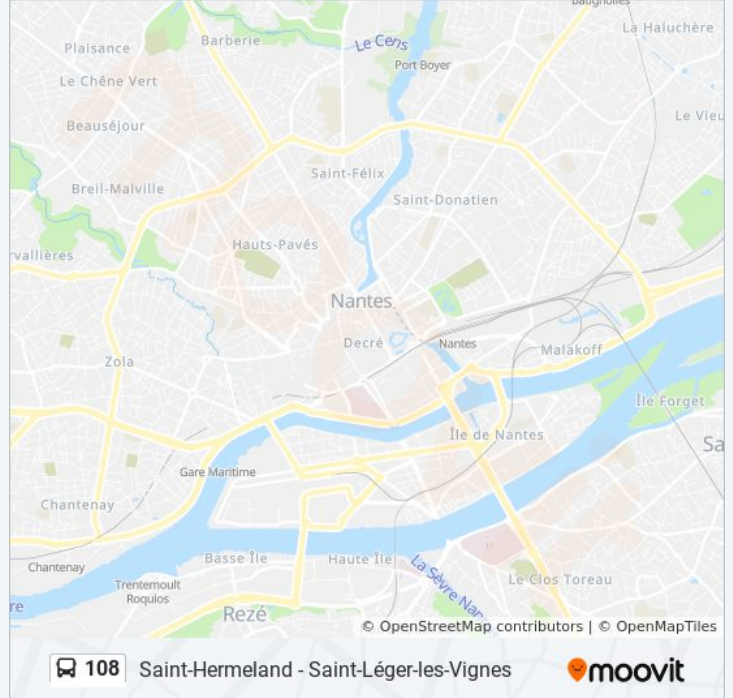 baugnolles
La Haluchère
Plaisance
Barberie
Le Cens
Port Boyer
Le Chêne Vert
Beauséjour
Le Vieu
Saint-Félix
Breil-Malville
Saint-Donatien
Hauts-Pavés
rvallières
Nantes
Decré
Nantes
Malakoff
Zola
Île Forget
Île de Nantes
Sa
Gare Maritime
Chantenay
Basse Île
Haute Île
Chantenay
La Sèvre Nan
Trentemoult
Roquios
Le Clos Toreau
re
Rezé
© OpenStreetMap contributors | © OpenMapTiles
108 Saint-Hermeland - Saint-Léger-les-Vignes moovit